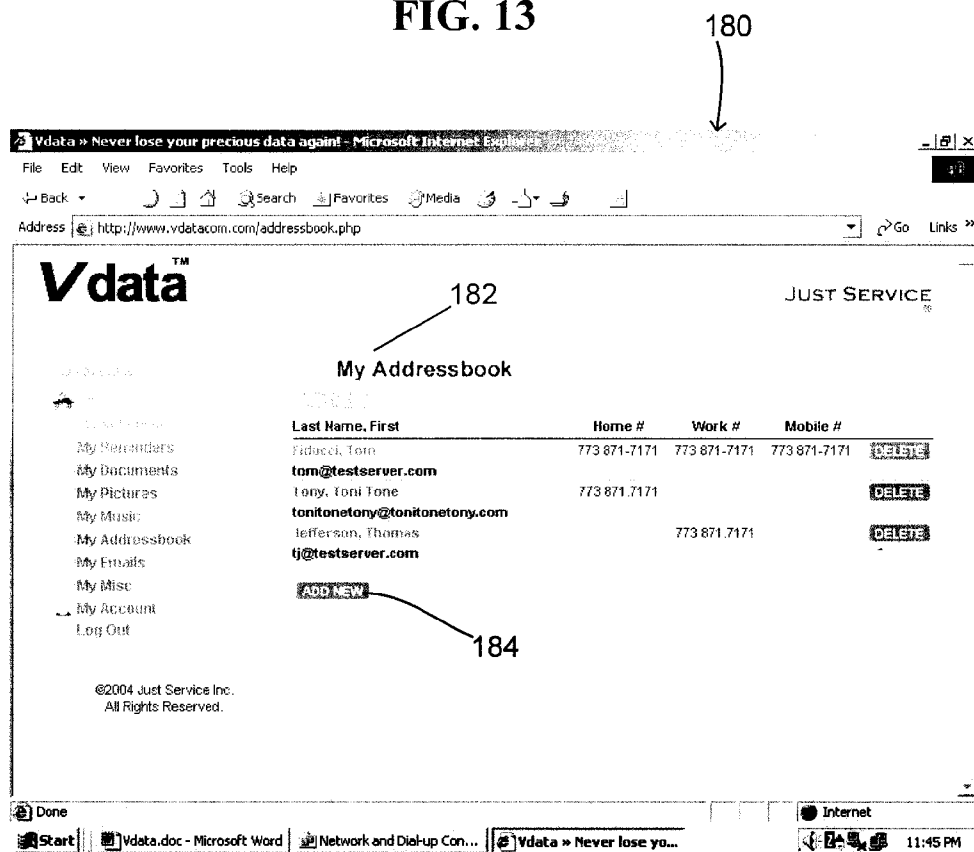 FIG. 13
180
Vdata » Never lose your precious data again! - Microsoft Internet Explorer
File Edit View Favorites Tools Help
Back Search Favorites Media
Address http://www.vdatacom.com/addressbook.php Go Links »
Vdata™
JUST SERVICE ®
182
My Addressbook
Last Name, First Home # Work # Mobile #
Fiducci, Tom 773 871-7171 773 871-7171 773 871-7171 DELETE
tom@testserver.com
Tony, Toni Tone 773 871.7171 DELETE
tonitonetony@tonitonetony.com
Jefferson, Thomas 773 871.7171 DELETE
tj@testserver.com
ADD NEW
184
My Reminders
My Documents
My Pictures
My Music
My Addressbook
My Emails
My Misc
My Account
Log Out
©2004 Just Service Inc.
All Rights Reserved.
Done Internet
Start Vdata.doc - Microsoft Word Network and Dial-up Con... Vdata » Never lose yo... 11:45 PM